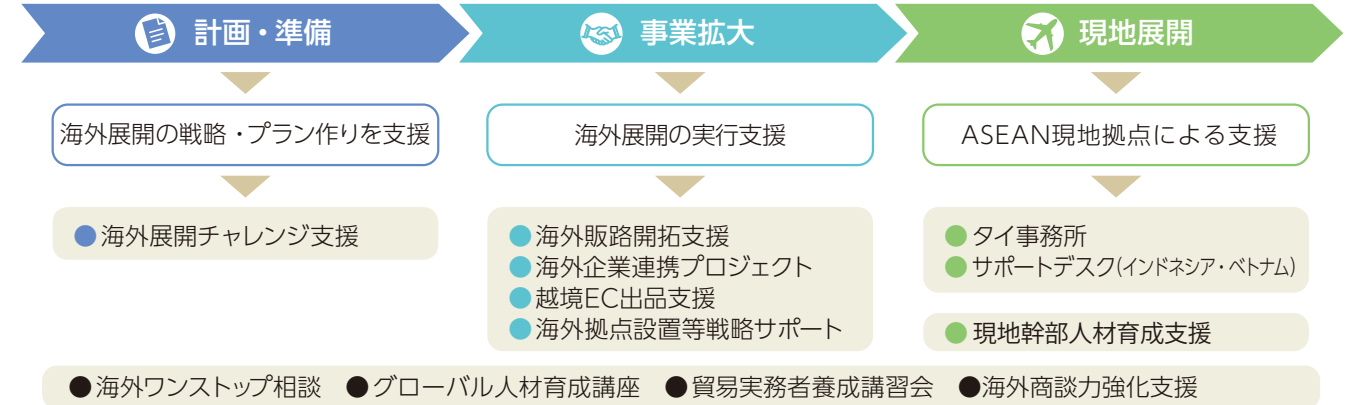 計画・準備
事業拡大
現地展開
海外展開の戦略・プラン作りを支援
海外展開の実行支援
ASEAN現地拠点による支援
●海外展開チャレンジ支援
●海外販路開拓支援
●海外企業連携プロジェクト
●越境EC出品支援
●海外拠点設置等戦略サポート
●タイ事務所
●サポートデスク(インドネシア・ベトナム)
●現地幹部人材育成支援
●海外ワンストップ相談 ●グローバル人材育成講座 ●貿易実務者養成講習会 ●海外商談力強化支援